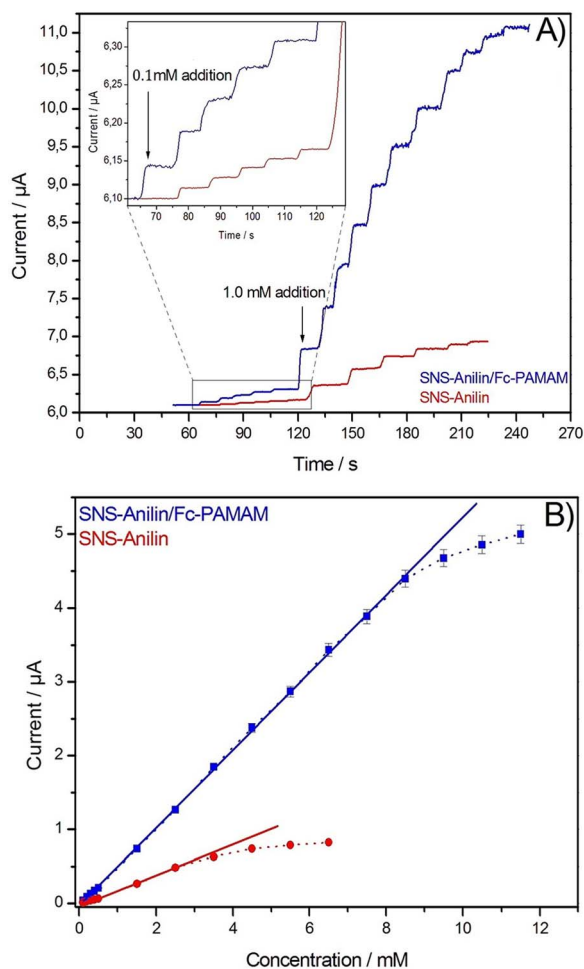 A)
11,0
10,5
10,0
9,5
9,0
8,5
8,0
7,5
7,0
6,5
6,0
Current / µA
0 30 60 90 120 150 180 210 240 270
Time / s
6,30
6,25
6,20
6,15
6,10
Current / µA
70 80 90 100 110 120
Time / s
0.1mM addition
1.0 mM addition
SNS-Anilin/Fc-PAMAM
SNS-Anilin
B)
SNS-Anilin/Fc-PAMAM
SNS-Anilin
5
4
3
2
1
0
Current / µA
0 2 4 6 8 10 12
Concentration / mM